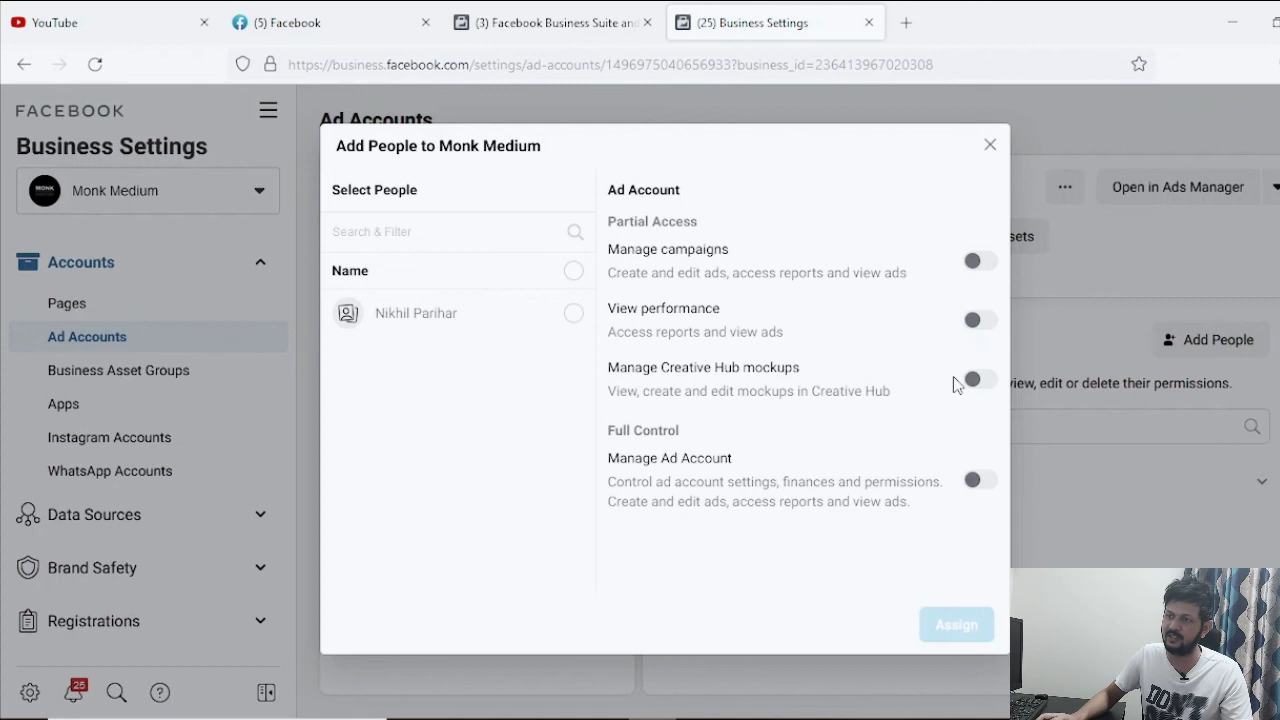 YouTube
(5) Facebook
(3) Facebook Business Suite and
(25) Business Settings
https://business.facebook.com/settings/ad-accounts/1496975040656933?business_id=236413967020308
FACEBOOK
Business Settings
Monk Medium
Accounts
Pages
Ad Accounts
Business Asset Groups
Apps
Instagram Accounts
WhatsApp Accounts
Data Sources
Brand Safety
Registrations
25
Ad Accounts
Open in Ads Manager
sets
Add People
view, edit or delete their permissions.
Add People to Monk Medium
Select People
Search & Filter
Name
Nikhil Parihar
Ad Account
Partial Access
Manage campaigns
Create and edit ads, access reports and view ads
View performance
Access reports and view ads
Manage Creative Hub mockups
View, create and edit mockups in Creative Hub
Full Control
Manage Ad Account
Control ad account settings, finances and permissions.
Create and edit ads, access reports and view ads.
Assign